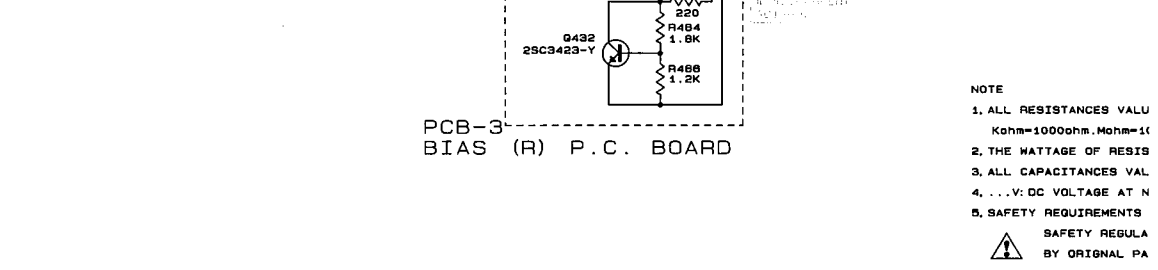 220
R484
1.8K
Q432
2SC3423-Y
R486
1.2K
PCB-3
BIAS (R) P.C. BOARD
NOTE
1. ALL RESISTANCES VALU
Kohm=1000ohm.Mohm=10
2. THE WATTAGE OF RESIS
3. ALL CAPACITANCES VAL
4. ...V: DC VOLTAGE AT N
5. SAFETY REQUIREMENTS
SAFETY REGULA
BY ORIGNAL PA